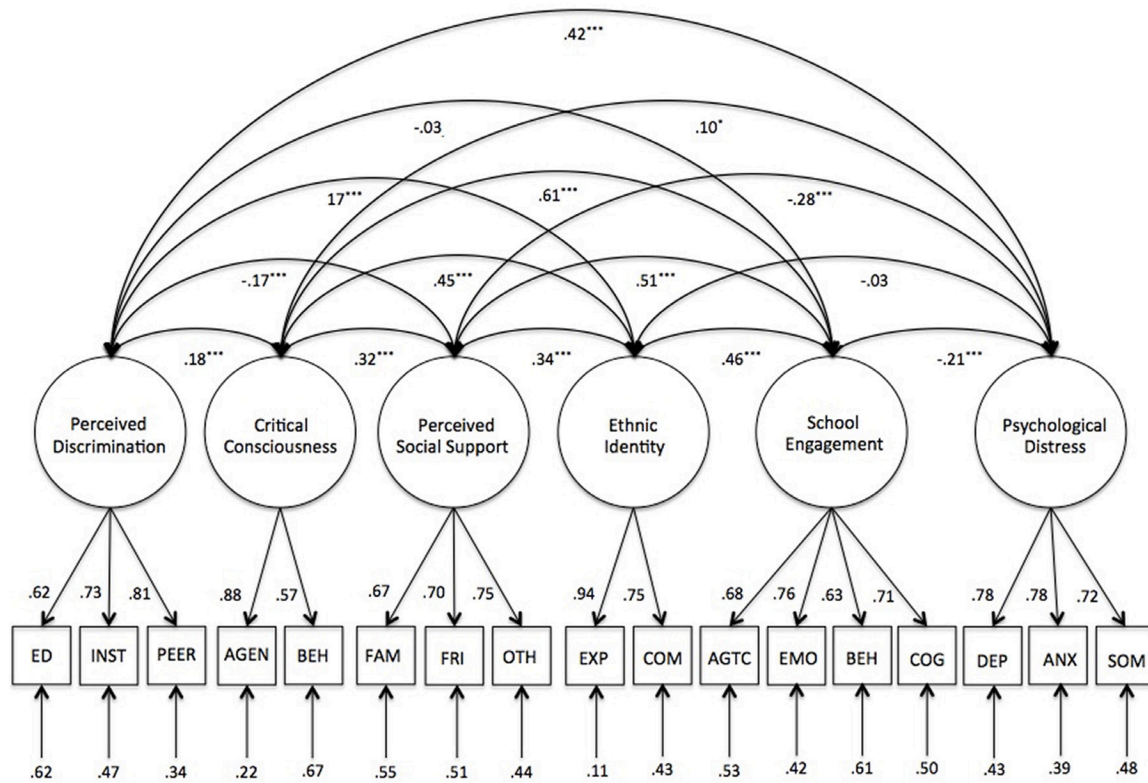 .42***
-.03 .10*
17*** .61*** -.28***
-.17*** .45*** .51*** -.03
.18*** .32*** .34*** .46*** -.21***
Perceived
Discrimination
Critical
Consciousness
Perceived
Social Support
Ethnic
Identity
School
Engagement
Psychological
Distress
.62 .73 .81 .88 .57 .67 .70 .75 .94 .75 .68 .76 .63 .71 .78 .78 .72
ED INST PEER AGEN BEH FAM FRI OTH EXP COM AGTC EMO BEH COG DEP ANX SOM
.62 .47 .34 .22 .67 .55 .51 .44 .11 .43 .53 .42 .61 .50 .43 .39 .48